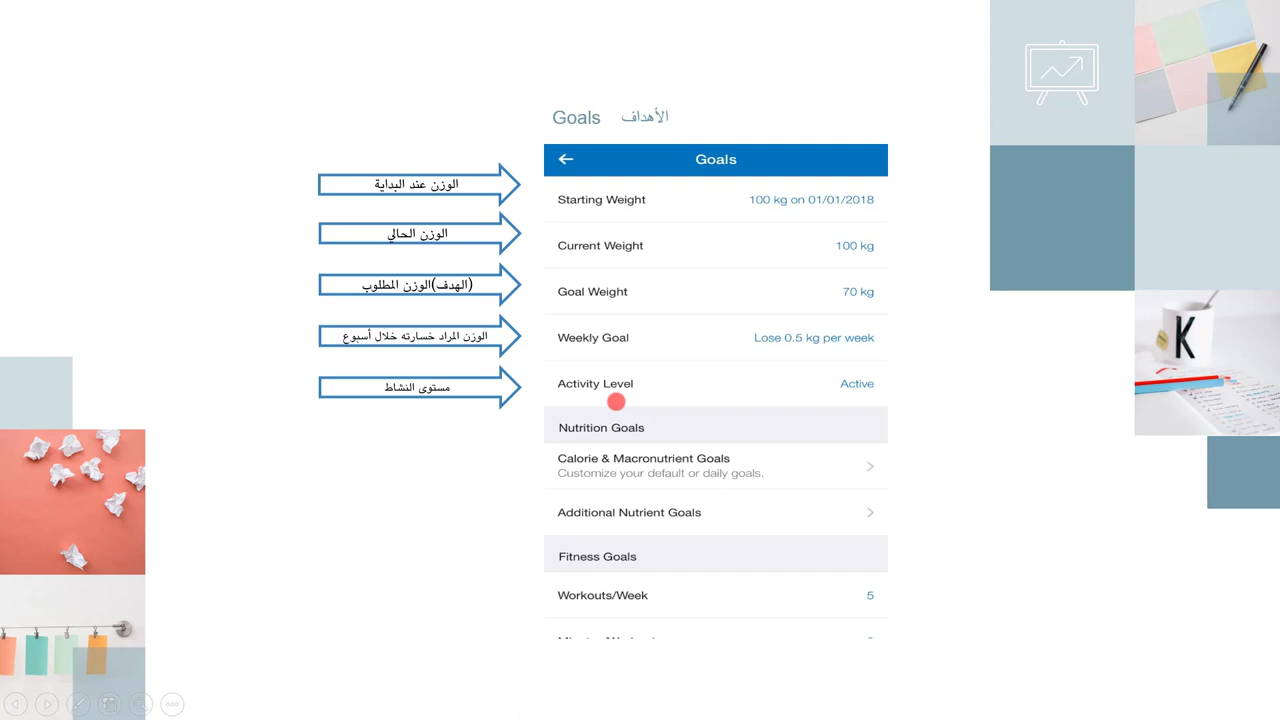 Goals الأهداف
Goals
الوزن عند البداية
Starting Weight 100 kg on 01/01/2018
الوزن الحالي
Current Weight 100 kg
(الهدف)الوزن المطلوب
Goal Weight 70 kg
الوزن المراد خسارته خلال أسبوع
Weekly Goal Lose 0.5 kg per week
مستوى النشاط
Activity Level Active
Nutrition Goals
Calorie & Macronutrient Goals
Customize your default or daily goals.
Additional Nutrient Goals
Fitness Goals
Workouts/Week 5
K